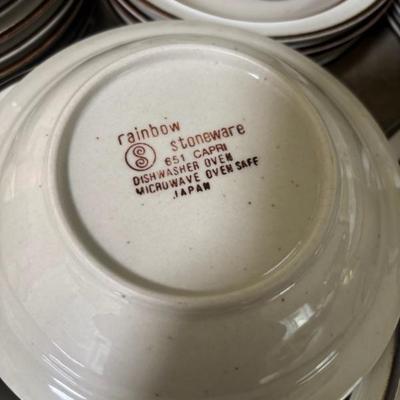 rainbow
stoneware
S
651 CAPRI
DISHWASHER OVEN
MICROWAVE OVEN SAFE
JAPAN